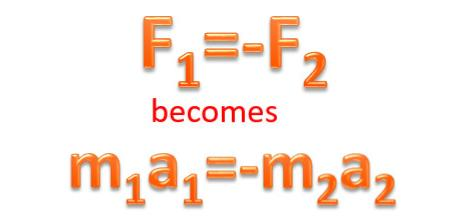 F₁=-F₂
becomes
m₁a₁=-m₂a₂